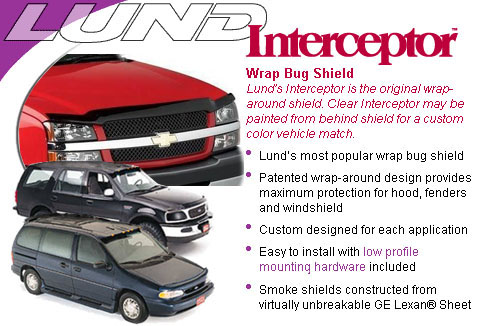 LUND
Interceptor™
Wrap Bug Shield
Lund's Interceptor is the original wrap-
around shield. Clear Interceptor may be
painted from behind shield for a custom
color vehicle match.
• Lund's most popular wrap bug shield
• Patented wrap-around design provides
maximum protection for hood, fenders
and windshield
• Custom designed for each application
• Easy to install with low profile
mounting hardware included
• Smoke shields constructed from
virtually unbreakable GE Lexan® Sheet